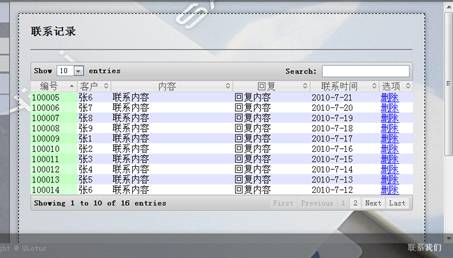 联系记录
Show 10 entries Search:
编号 客户 内容 回复 联系时间 选项
100005 张6 联系内容 回复内容 2010-7-21 删除
100006 张7 联系内容 回复内容 2010-7-20 删除
100007 张8 联系内容 回复内容 2010-7-19 删除
100008 张9 联系内容 回复内容 2010-7-18 删除
100009 张1 联系内容 回复内容 2010-7-17 删除
100010 张2 联系内容 回复内容 2010-7-16 删除
100011 张3 联系内容 回复内容 2010-7-15 删除
100012 张4 联系内容 回复内容 2010-7-14 删除
100013 张5 联系内容 回复内容 2010-7-13 删除
100014 张6 联系内容 回复内容 2010-7-12 删除
Showing 1 to 10 of 16 entries First Previous 1 2 Next Last
联系我们